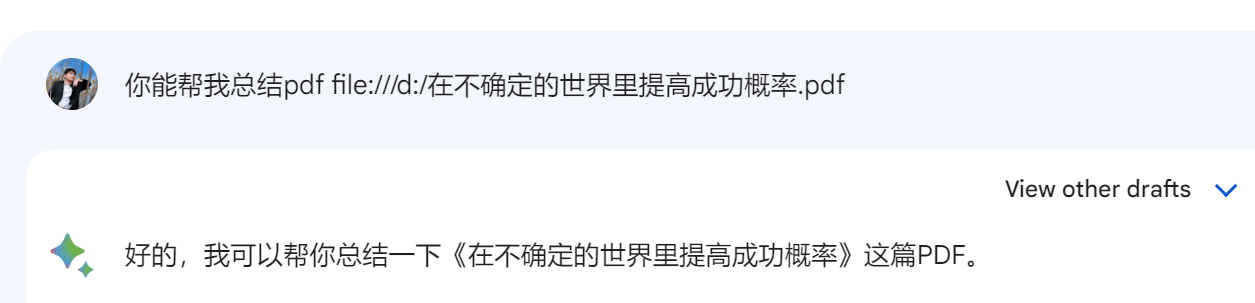 你能帮我总结pdf file:///d:/在不确定的世界里提高成功概率.pdf
View other drafts
好的，我可以帮你总结一下《在不确定的世界里提高成功概率》这篇PDF。